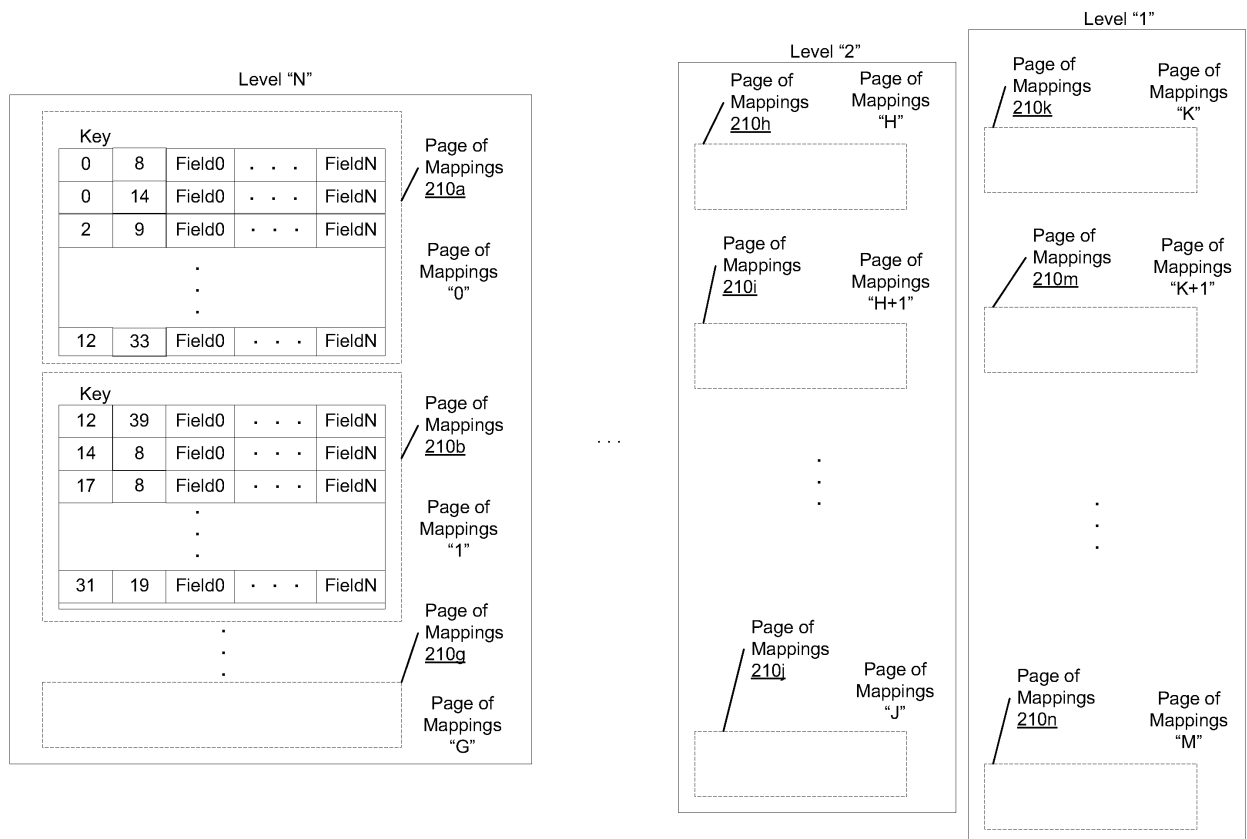 Level “N”
Key
0 8 Field0 . . . FieldN
0 14 Field0 . . . FieldN
2 9 Field0 . . . FieldN
.
.
.
12 33 Field0 . . . FieldN
Page of
Mappings
210a
Page of
Mappings
“0”
Key
12 39 Field0 . . . FieldN
14 8 Field0 . . . FieldN
17 8 Field0 . . . FieldN
.
.
.
31 19 Field0 . . . FieldN
Page of
Mappings
210b
Page of
Mappings
“1”
.
.
.
Page of
Mappings
210g
Page of
Mappings
“G”
. . .
Level “2”
Page of
Mappings
210h
Page of
Mappings
“H”
Page of
Mappings
210i
Page of
Mappings
“H+1”
.
.
.
Page of
Mappings
210j
Page of
Mappings
“J”
Level “1”
Page of
Mappings
210k
Page of
Mappings
“K”
Page of
Mappings
210m
Page of
Mappings
“K+1”
.
.
.
Page of
Mappings
210n
Page of
Mappings
“M”